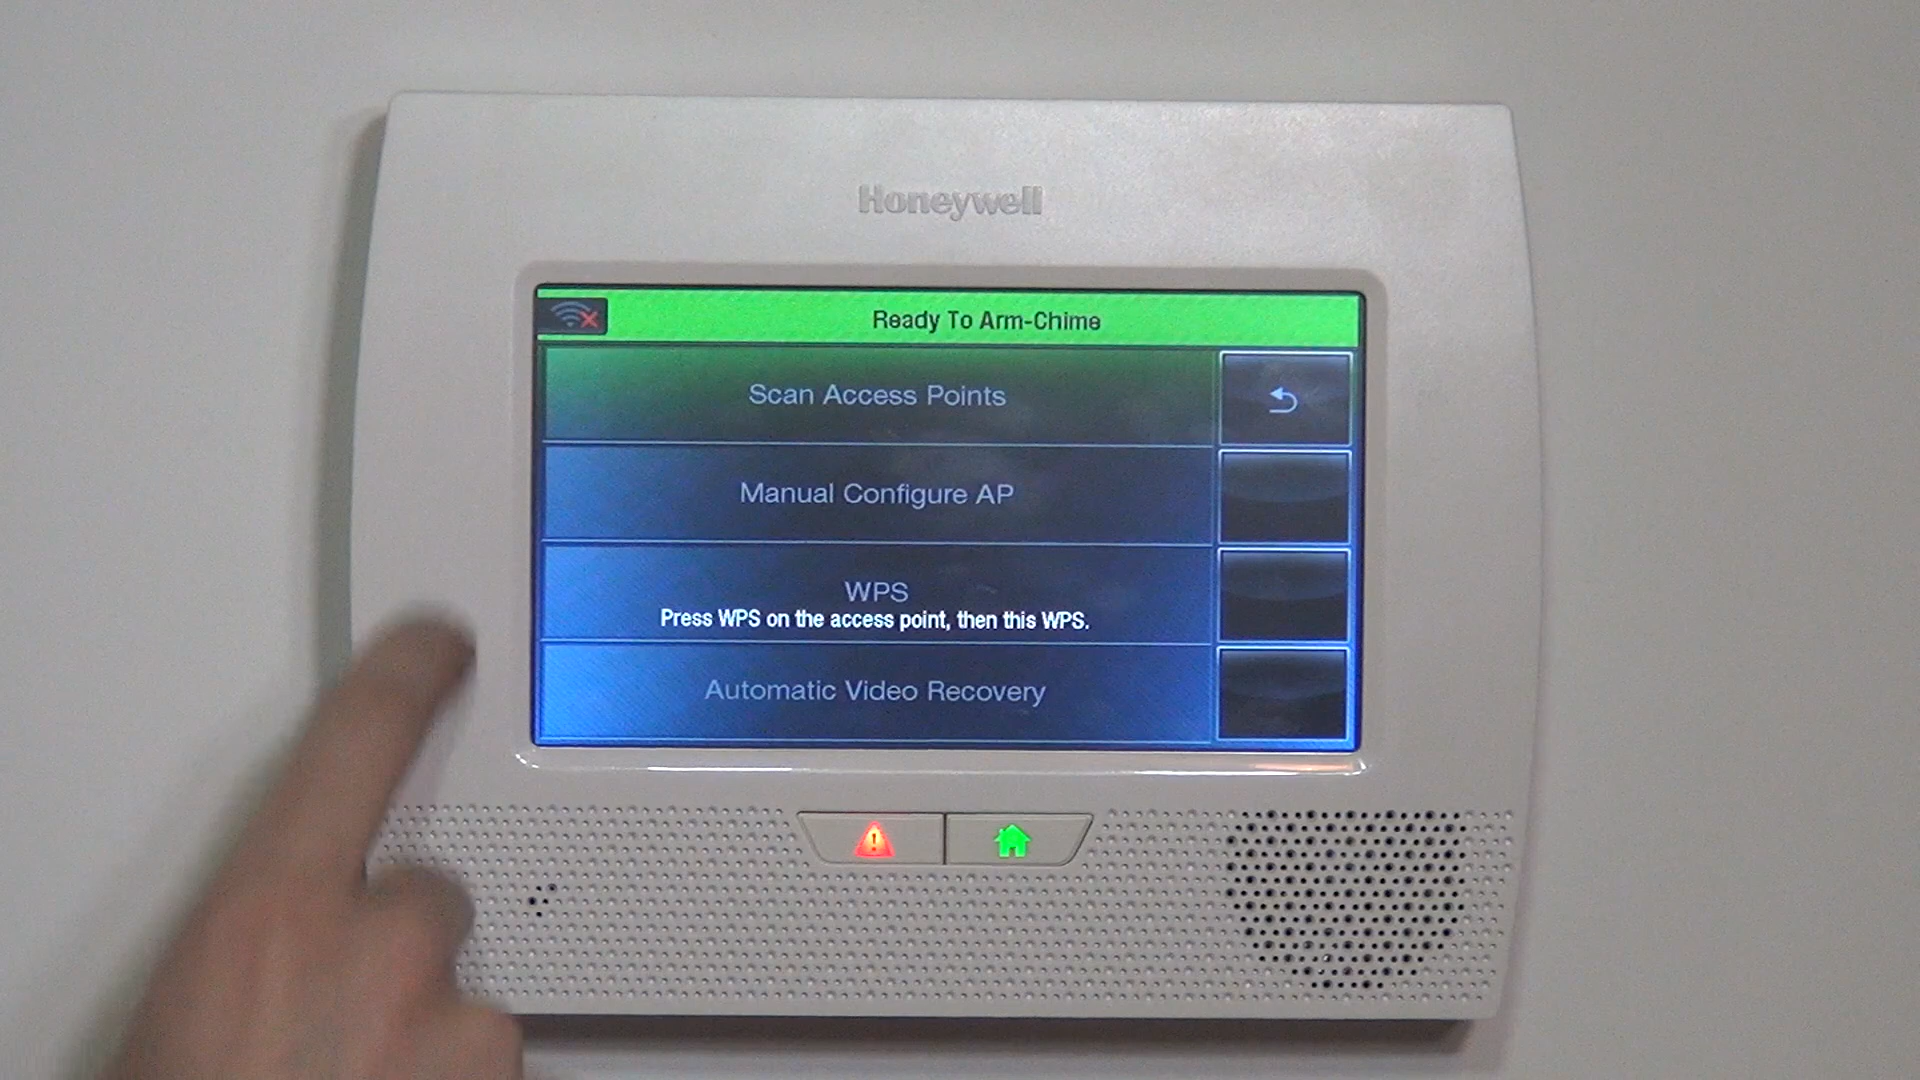 Honeywell
Ready To Arm-Chime
Scan Access Points
Manual Configure AP
WPS
Press WPS on the access point, then this WPS.
Automatic Video Recovery